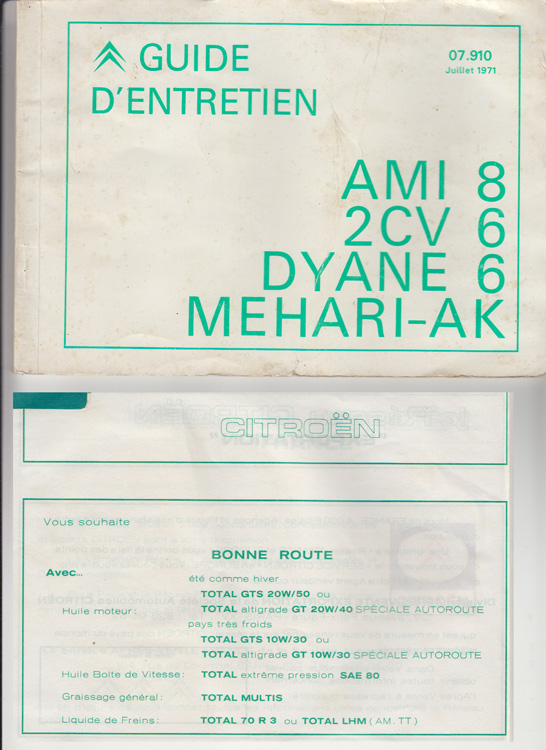 GUIDE
D'ENTRETIEN
07.910
Juillet 1971
AMI 8
2CV 6
DYANE 6
MEHARI-AK
CITROËN
Vous souhaite
BONNE ROUTE
Avec...
été comme hiver
TOTAL GTS 20W/50 ou
Huile moteur: TOTAL altigrade GT 20W/40 SPÉCIALE AUTOROUTE
pays très froids
TOTAL GTS 10W/30 ou
TOTAL altigrade GT 10W/30 SPÉCIALE AUTOROUTE
Huile Boîte de Vitesse: TOTAL extrême pression SAE 80
Graissage général: TOTAL MULTIS
Liquide de Freins: TOTAL 70 R 3 ou TOTAL LHM (AM.TT)